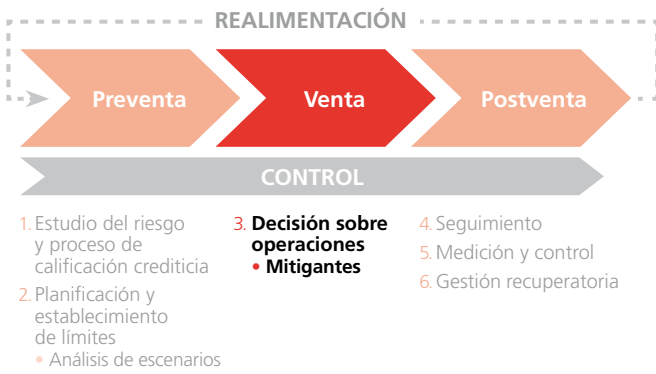 REALIMENTACIÓN
Preventa
Venta
Postventa
CONTROL
1. Estudio del riesgo
y proceso de
calificación crediticia
2. Planificación y
establecimiento
de límites
• Análisis de escenarios
3. Decisión sobre
operaciones
• Mitigantes
4. Seguimiento
5. Medición y control
6. Gestión recuperatoria